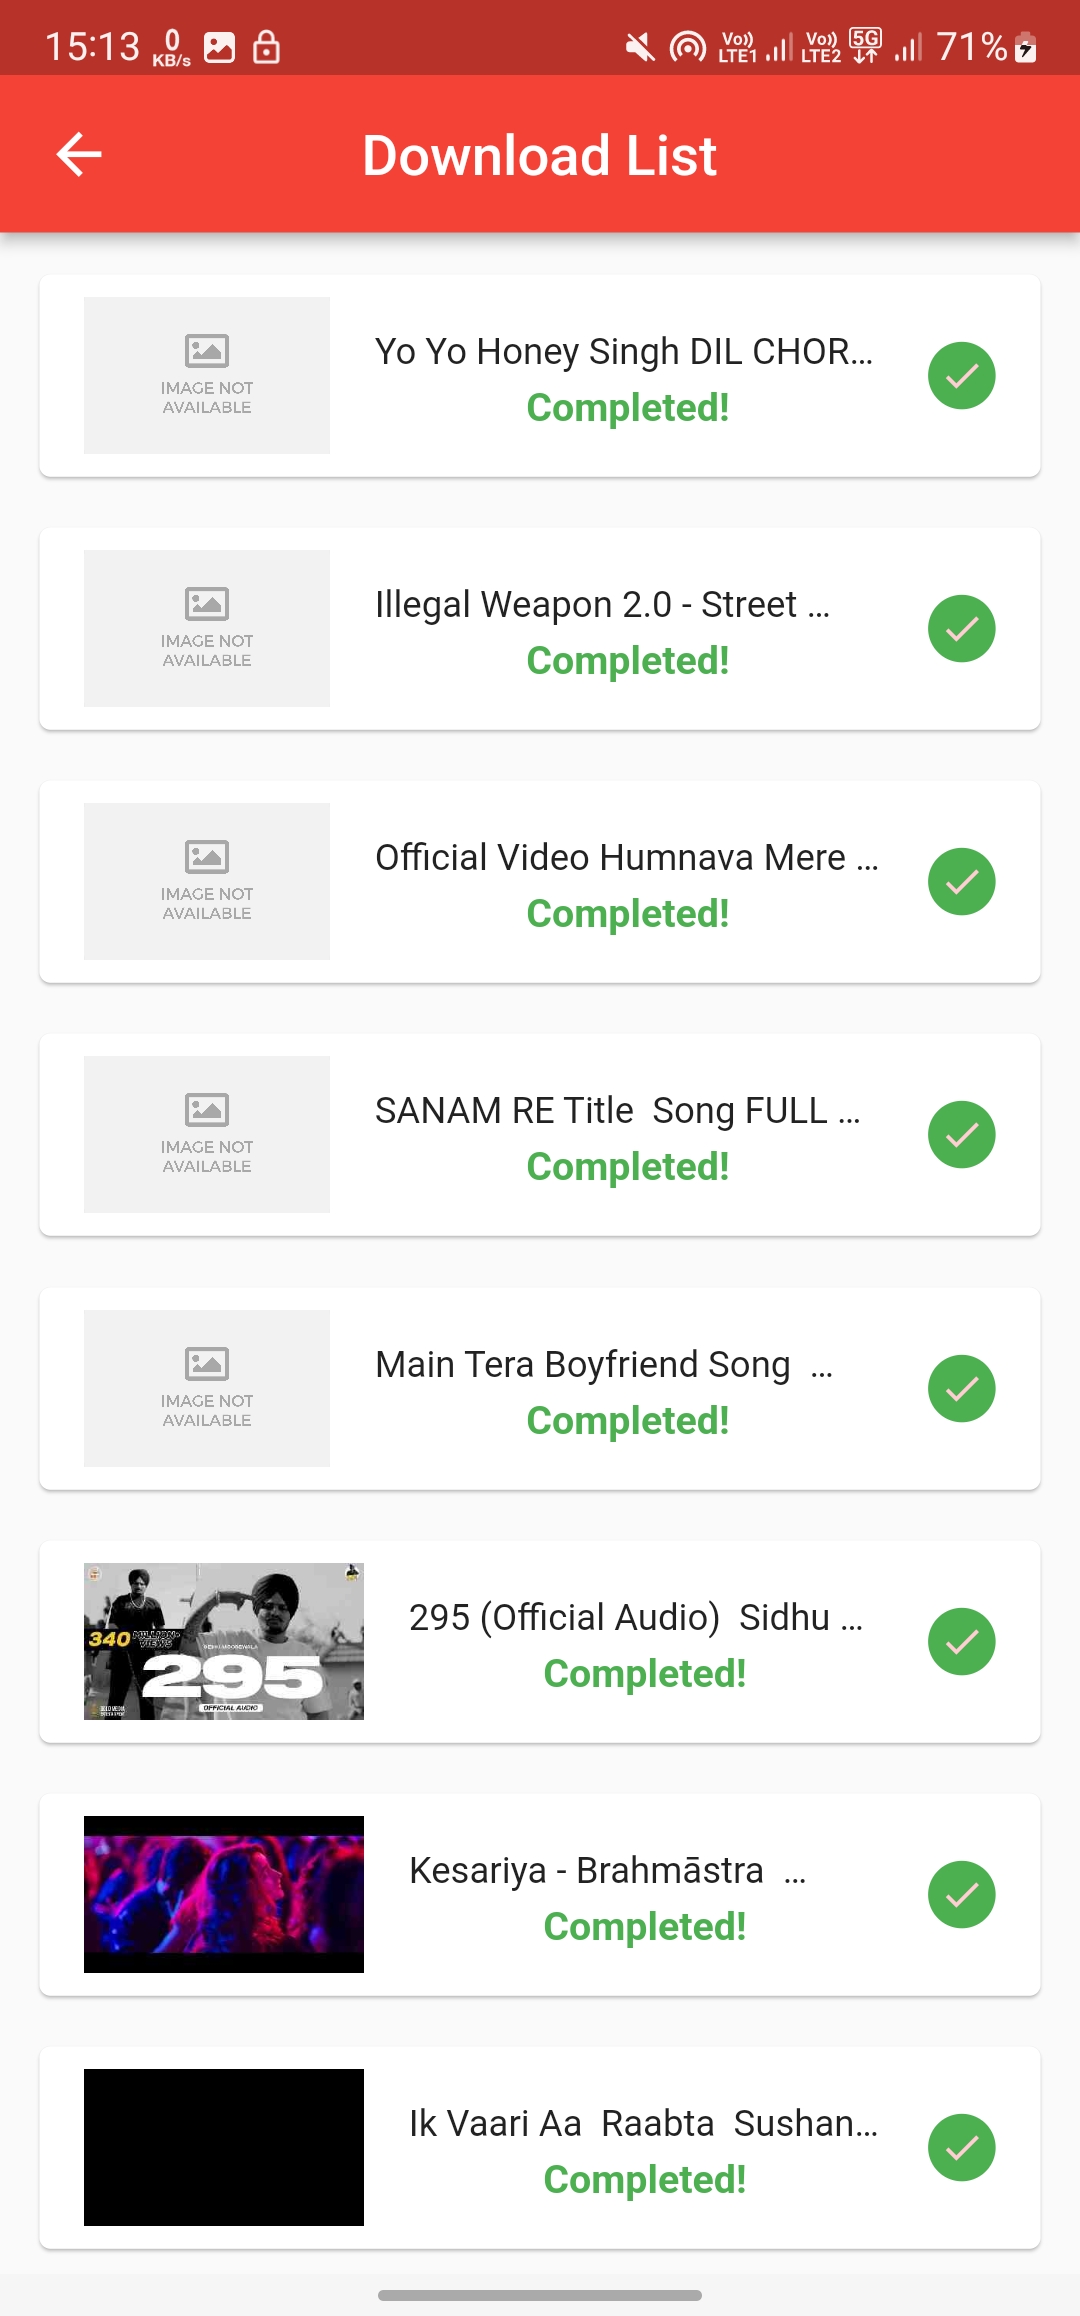 15:13 0 KB/s Vo)) LTE1 Vo)) LTE2 5G 71%
Download List
IMAGE NOT AVAILABLE
Yo Yo Honey Singh DIL CHOR...
Completed!
IMAGE NOT AVAILABLE
Illegal Weapon 2.0 - Street ...
Completed!
IMAGE NOT AVAILABLE
Official Video Humnava Mere ...
Completed!
IMAGE NOT AVAILABLE
SANAM RE Title  Song FULL ...
Completed!
IMAGE NOT AVAILABLE
Main Tera Boyfriend Song  ...
Completed!
340 MILLION+ VIEWS
295
OFFICIAL AUDIO
295 (Official Audio)  Sidhu ...
Completed!
Kesariya - Brahmāstra  ...
Completed!
Ik Vaari Aa  Raabta  Sushan...
Completed!